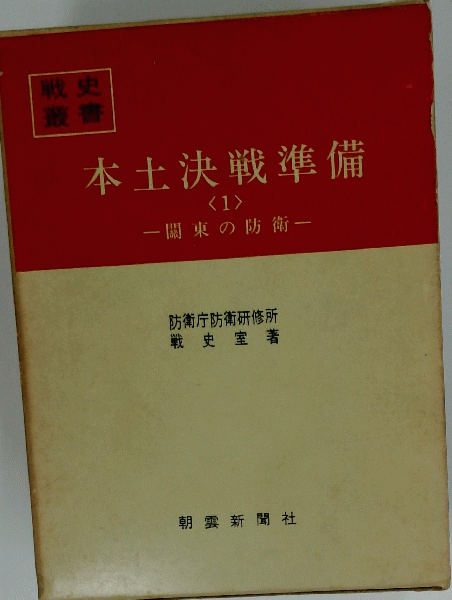 戦史
叢書
本土決戦準備
〈1〉
―関東の防衛―
防衛庁防衛研修所
戦史室著
朝雲新聞社